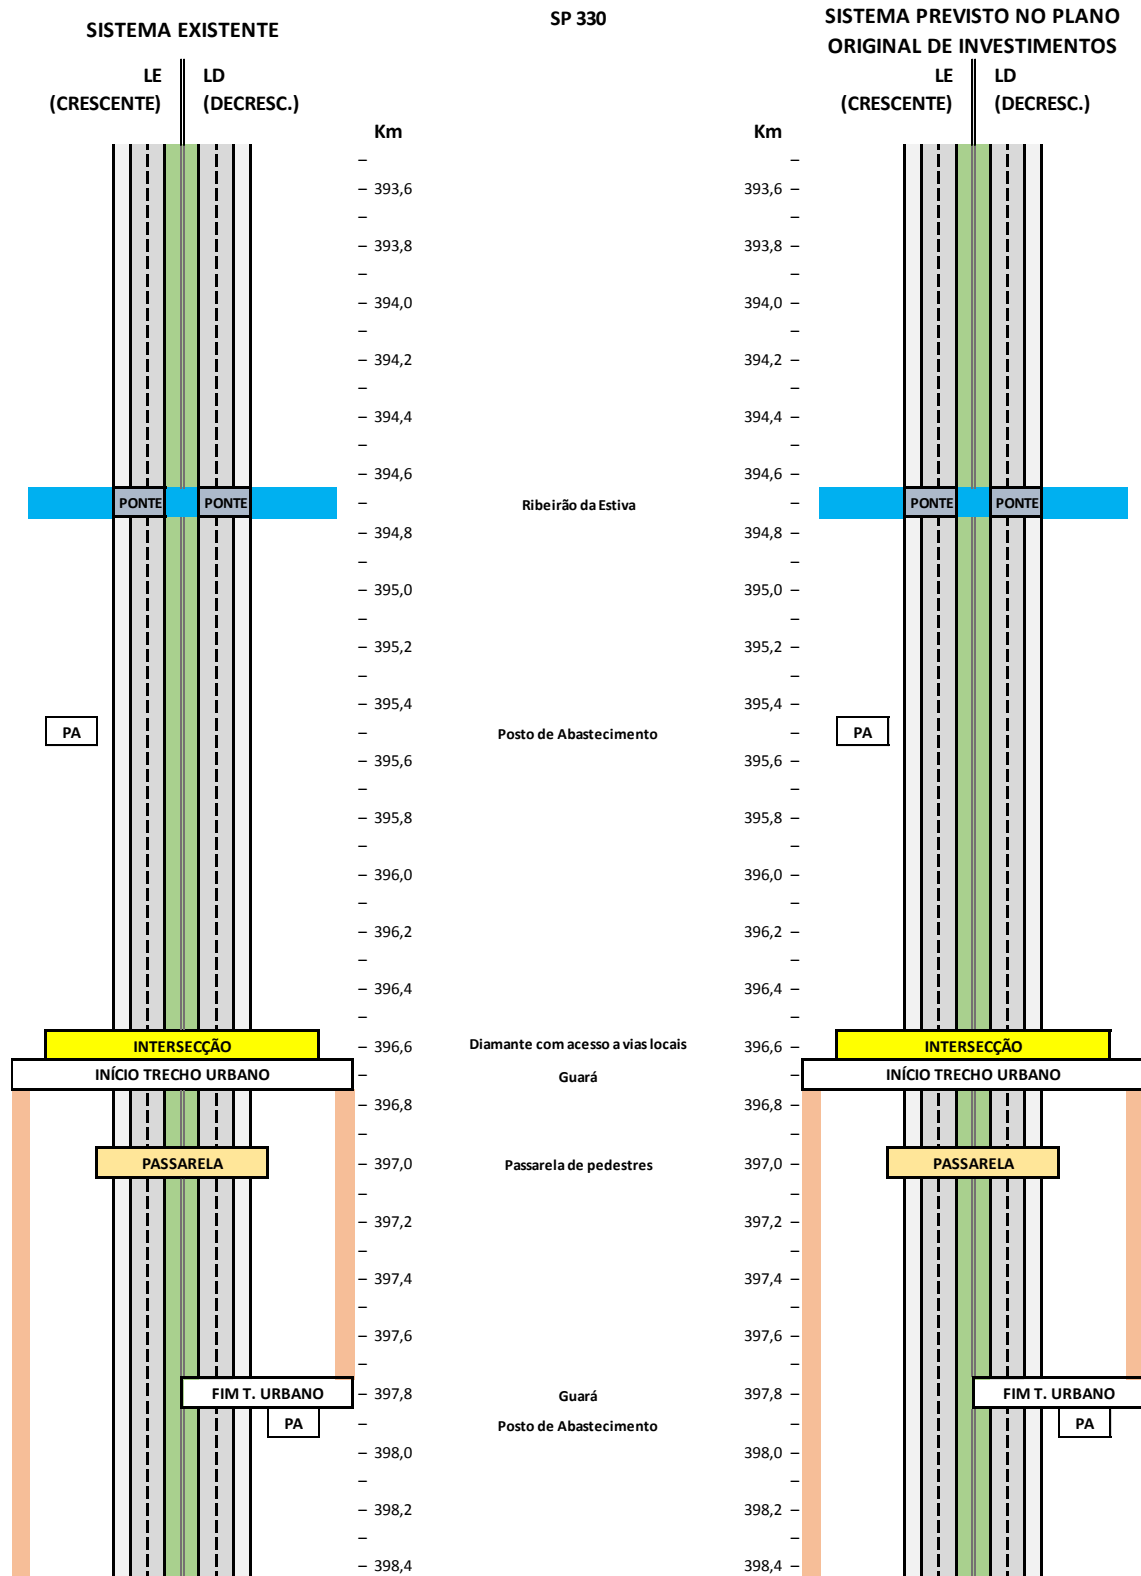 SISTEMA EXISTENTE
SP 330
SISTEMA PREVISTO NO PLANO
ORIGINAL DE INVESTIMENTOS
LE LD LE LD
(CRESCENTE) (DECRESC.) (CRESCENTE) (DECRESC.)
Km Km
393,6 393,6
393,8 393,8
394,0 394,0
394,2 394,2
394,4 394,4
394,6 394,6
PONTE PONTE Ribeirão da Estiva PONTE PONTE
394,8 394,8
395,0 395,0
395,2 395,2
395,4 395,4
PA Posto de Abastecimento PA
395,6 395,6
395,8 395,8
396,0 396,0
396,2 396,2
396,4 396,4
INTERSECÇÃO 396,6 Diamante com acesso a vias locais 396,6 INTERSECÇÃO
INÍCIO TRECHO URBANO Guará INÍCIO TRECHO URBANO
396,8 396,8
PASSARELA 397,0 Passarela de pedestres 397,0 PASSARELA
397,2 397,2
397,4 397,4
397,6 397,6
FIM T. URBANO 397,8 Guará 397,8 FIM T. URBANO
PA Posto de Abastecimento PA
398,0 398,0
398,2 398,2
398,4 398,4